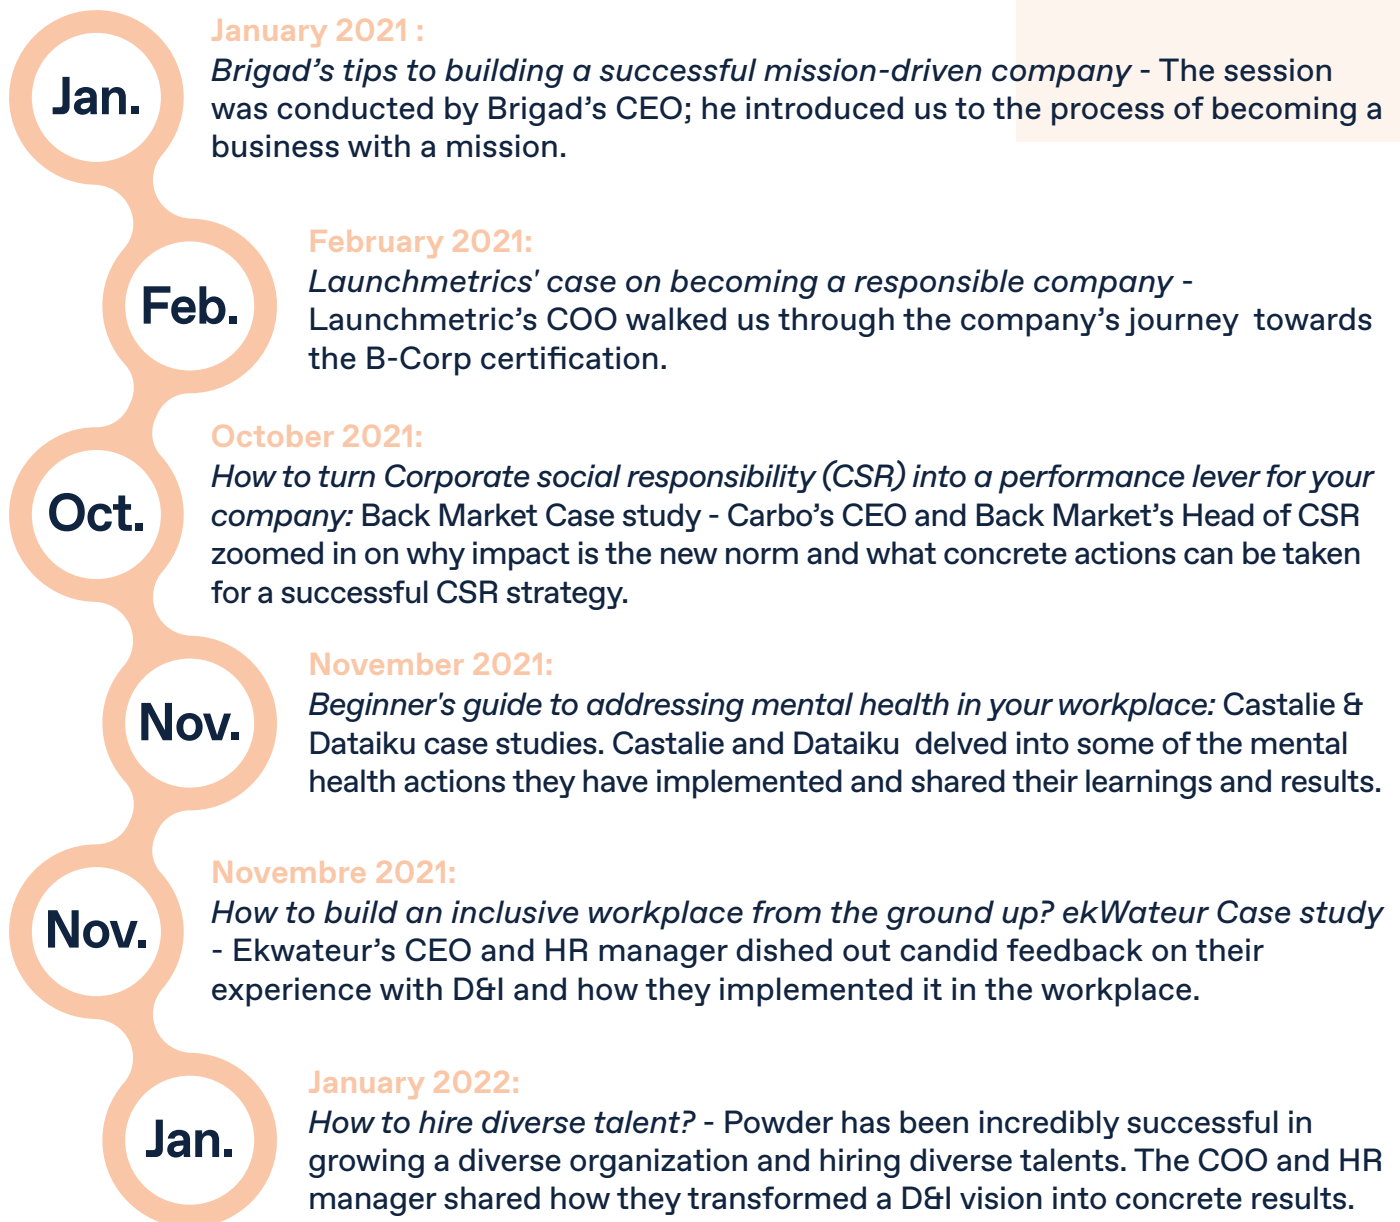 Jan.
January 2021 :
Brigad’s tips to building a successful mission-driven company - The session
was conducted by Brigad’s CEO; he introduced us to the process of becoming a
business with a mission.
Feb.
February 2021:
Launchmetrics' case on becoming a responsible company -
Launchmetric’s COO walked us through the company’s journey  towards
the B-Corp certification.
Oct.
October 2021:
How to turn Corporate social responsibility (CSR) into a performance lever for your
company: Back Market Case study - Carbo’s CEO and Back Market’s Head of CSR
zoomed in on why impact is the new norm and what concrete actions can be taken
for a successful CSR strategy.
Nov.
November 2021:
Beginner's guide to addressing mental health in your workplace: Castalie &
Dataiku case studies. Castalie and Dataiku  delved into some of the mental
health actions they have implemented and shared their learnings and results.
Nov.
Novembre 2021:
How to build an inclusive workplace from the ground up? ekWateur Case study
- Ekwateur’s CEO and HR manager dished out candid feedback on their
experience with D&I and how they implemented it in the workplace.
Jan.
January 2022:
How to hire diverse talent? - Powder has been incredibly successful in
growing a diverse organization and hiring diverse talents. The COO and HR
manager shared how they transformed a D&I vision into concrete results.